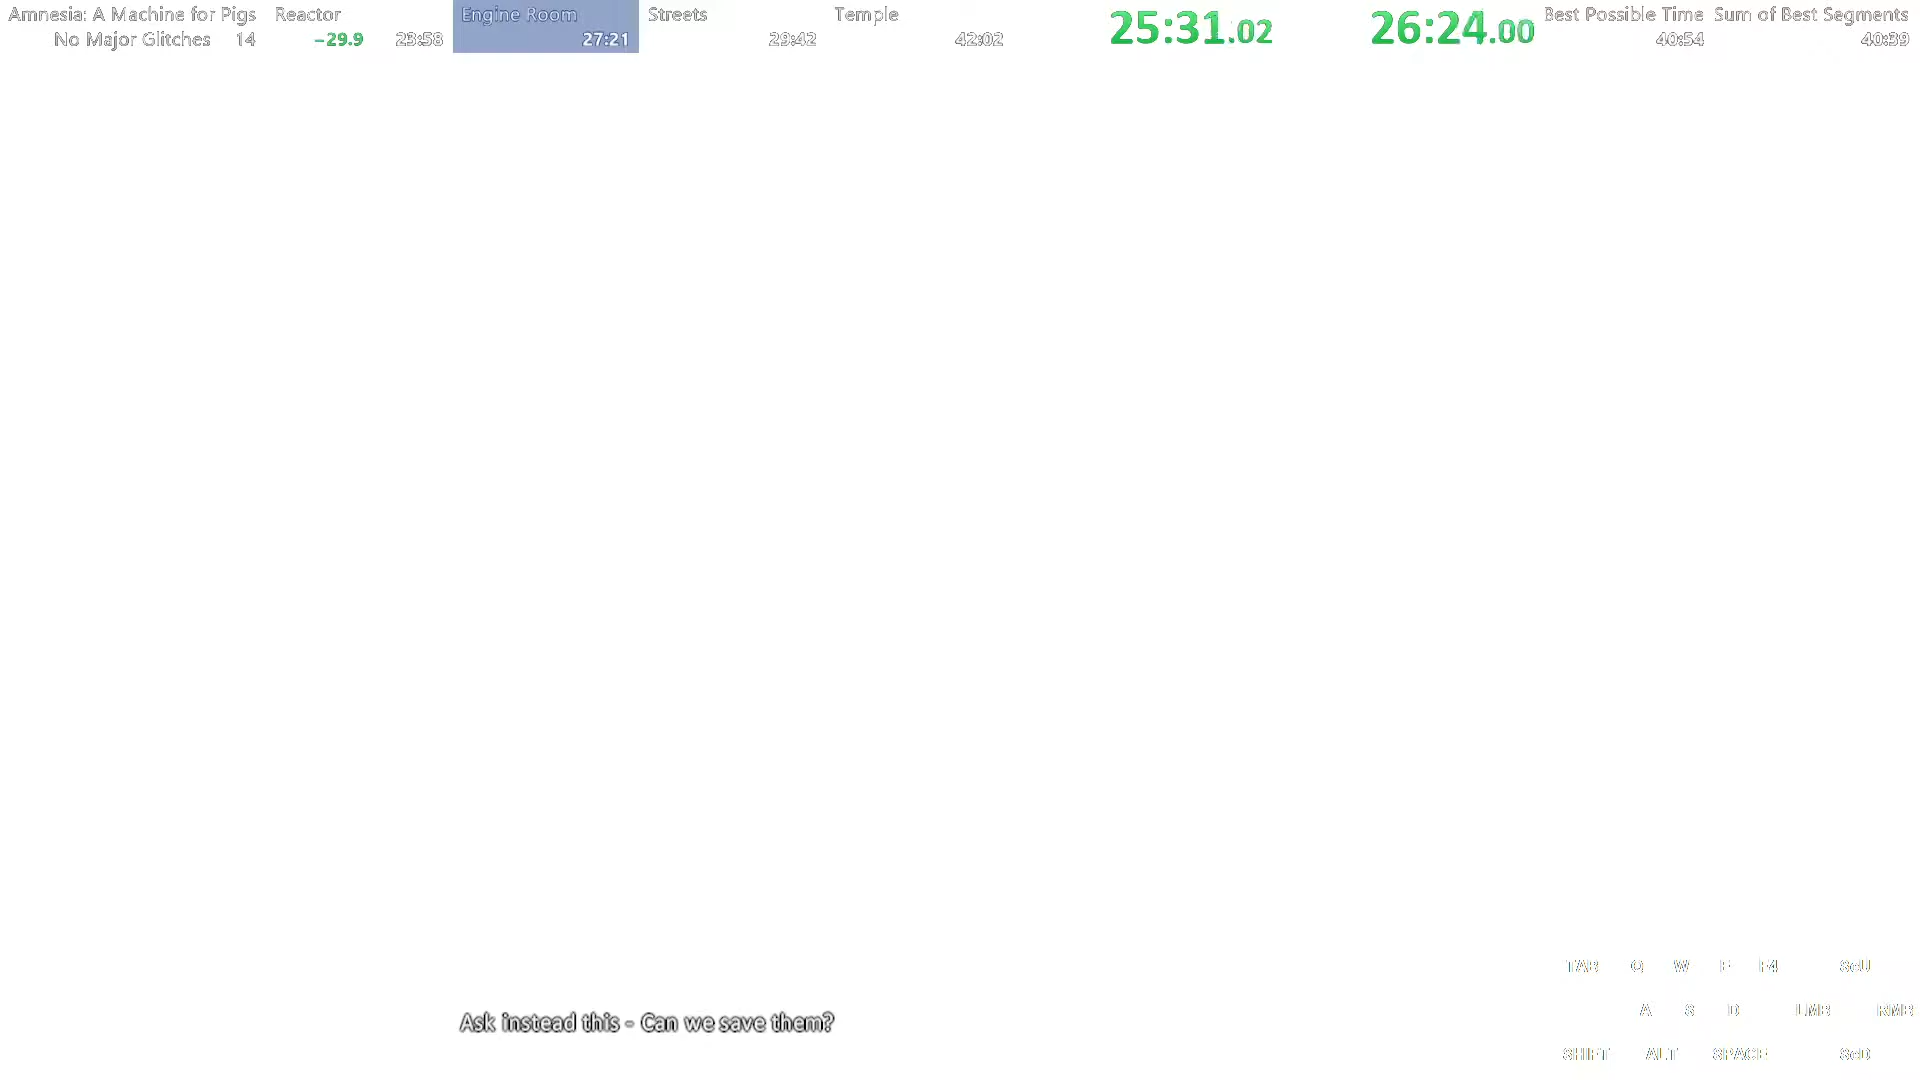 Amnesia: A Machine for Pigs
No Major Glitches 14
Reactor
-29.9 23:58
Engine Room
27:21
Streets
29:42
Temple
42:02
25:31.02
26:24.00
Best Possible Time
40:54
Sum of Best Segments
40:39
Ask instead this - Can we save them?
TAB Q W E F4 ScU
A S D LMB RMB
SHIFT ALT SPACE ScD